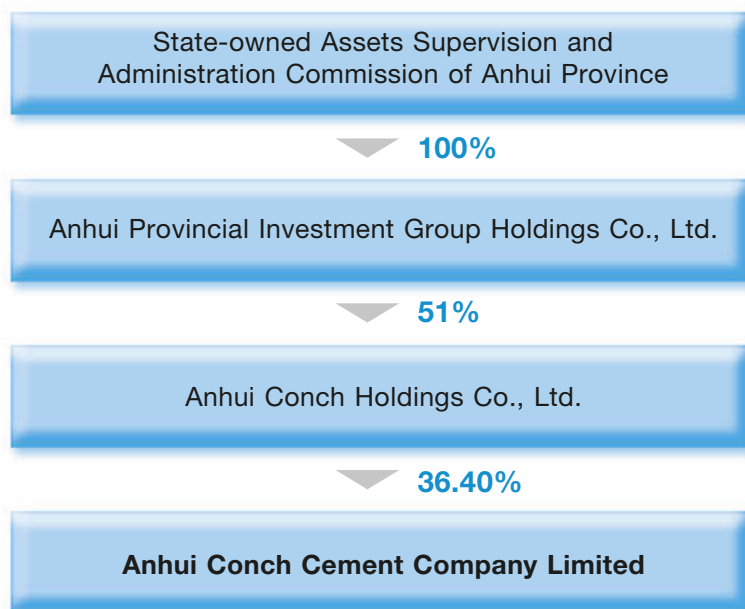 State-owned Assets Supervision and
Administration Commission of Anhui Province
100%
Anhui Provincial Investment Group Holdings Co., Ltd.
51%
Anhui Conch Holdings Co., Ltd.
36.40%
Anhui Conch Cement Company Limited